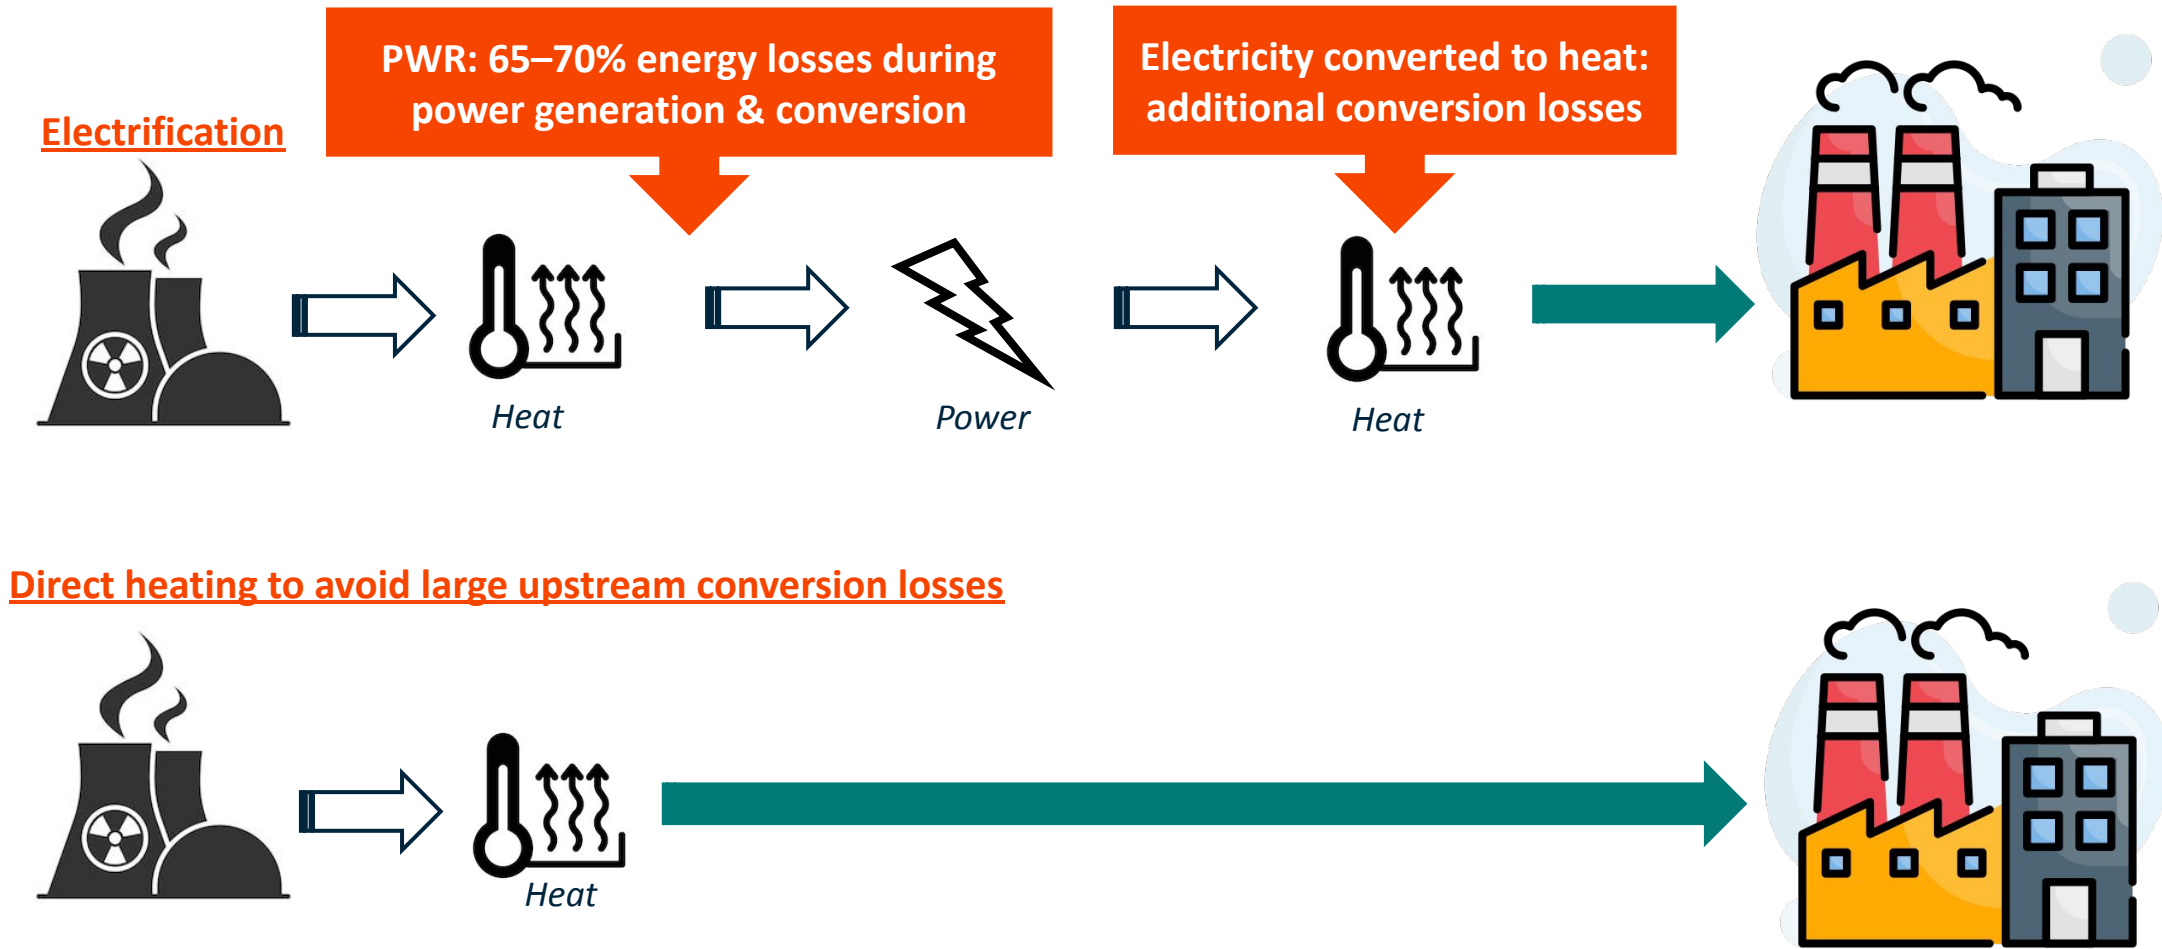 PWR: 65–70% energy losses during
power generation & conversion
Electricity converted to heat:
additional conversion losses
Electrification
Heat
Power
Heat
Direct heating to avoid large upstream conversion losses
Heat